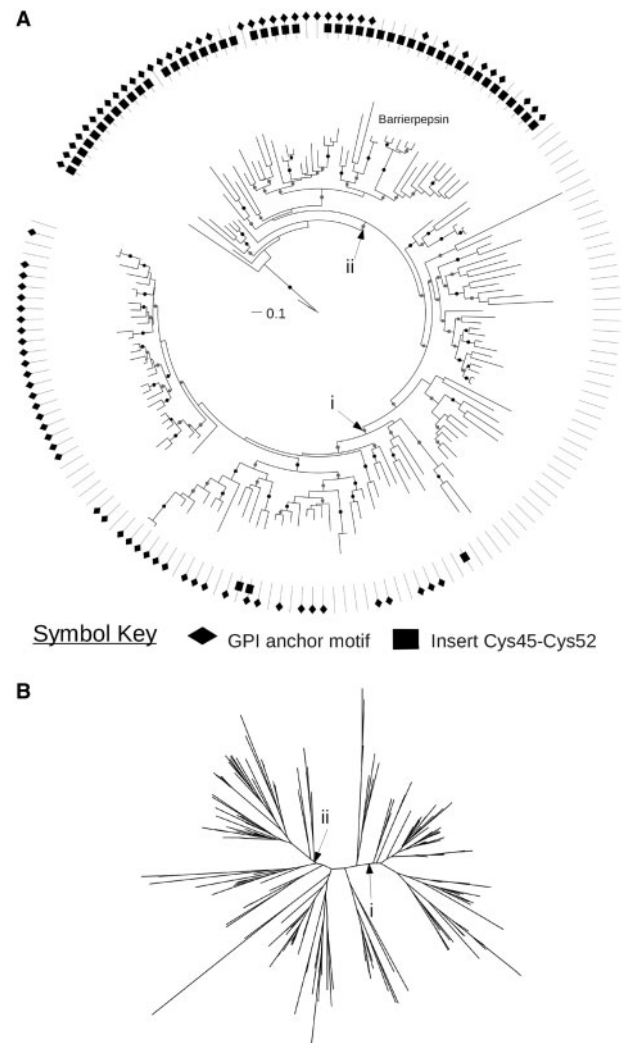 A
Barrierpepsin
ii
0.1
i
Symbol Key GPI anchor motif Insert Cys45-Cys52
B
ii
i